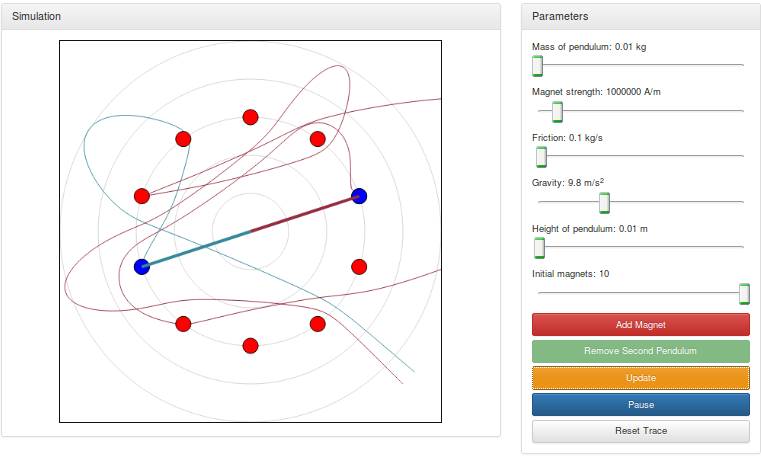 Simulation
Parameters
Mass of pendulum: 0.01 kg
Magnet strength: 1000000 A/m
Friction: 0.1 kg/s
Gravity: 9.8 m/s²
Height of pendulum: 0.01 m
Initial magnets: 10
Add Magnet
Remove Second Pendulum
Update
Pause
Reset Trace